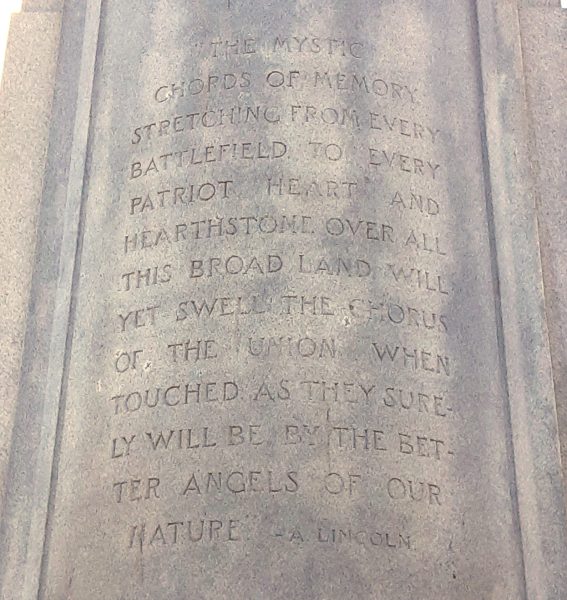 "THE MYSTIC
CHORDS OF MEMORY
STRETCHING FROM EVERY
BATTLEFIELD TO EVERY
PATRIOT HEART AND
HEARTHSTONE OVER ALL
THIS BROAD LAND WILL
YET SWELL THE CHORUS
OF THE UNION WHEN
TOUCHED AS THEY SURE-
LY WILL BE BY THE BET-
TER ANGELS OF OUR
NATURE" - A. LINCOLN.